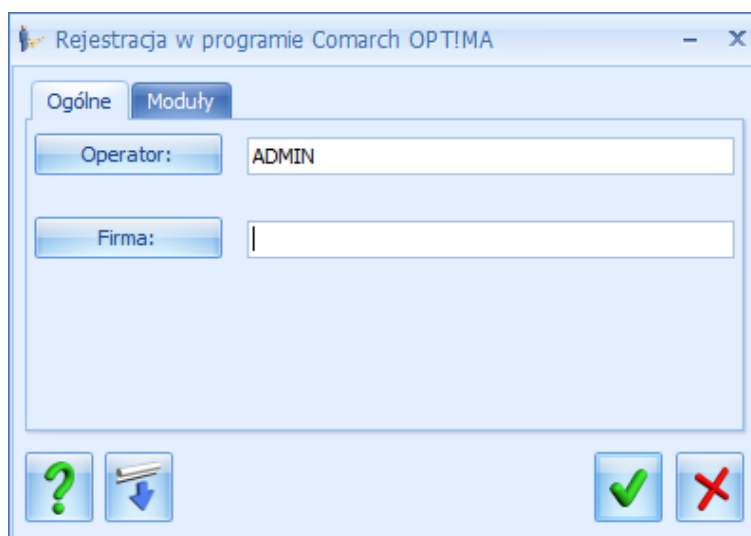 Rejestracja w programie Comarch OPT!MA
Ogólne Moduły
Operator: ADMIN
Firma: